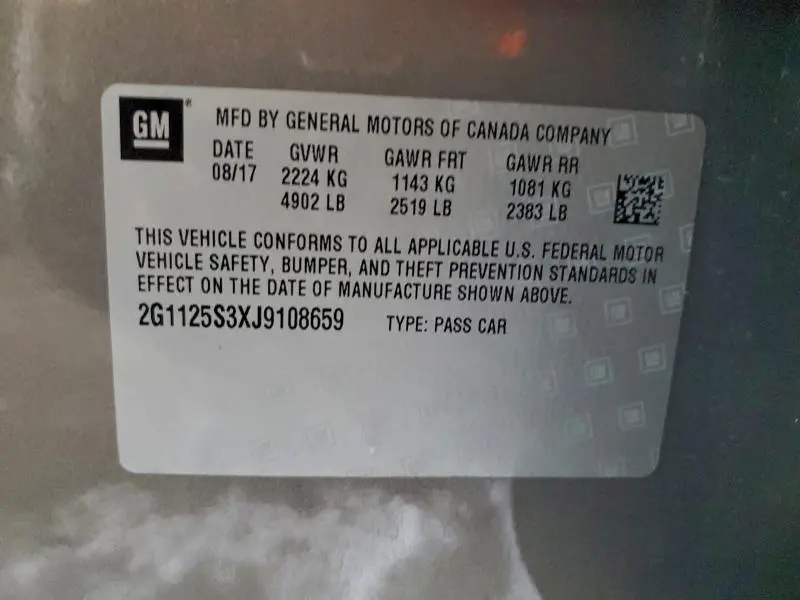 GM
MFD BY GENERAL MOTORS OF CANADA COMPANY
DATE GVWR GAWR FRT GAWR RR
08/17 2224 KG 1143 KG 1081 KG
4902 LB 2519 LB 2383 LB
THIS VEHICLE CONFORMS TO ALL APPLICABLE U.S. FEDERAL MOTOR
VEHICLE SAFETY, BUMPER, AND THEFT PREVENTION STANDARDS IN
EFFECT ON THE DATE OF MANUFACTURE SHOWN ABOVE.
2G1125S3XJ9108659 TYPE: PASS CAR